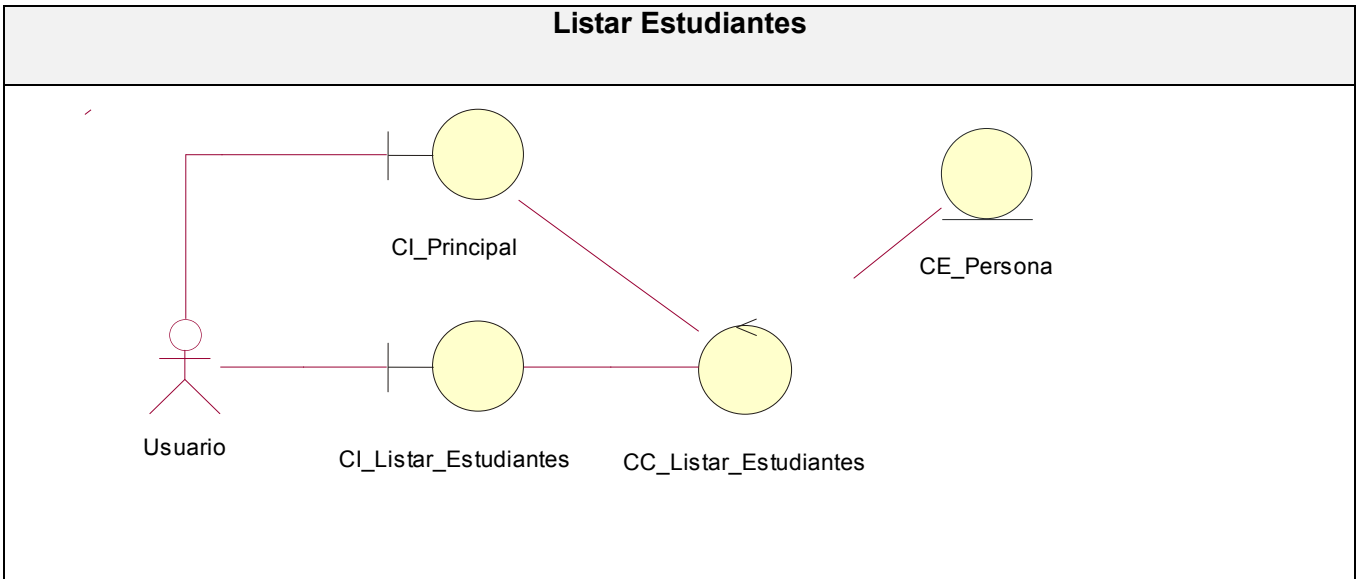 Listar Estudiantes
CI_Principal
CE_Persona
Usuario
CI_Listar_Estudiantes
CC_Listar_Estudiantes